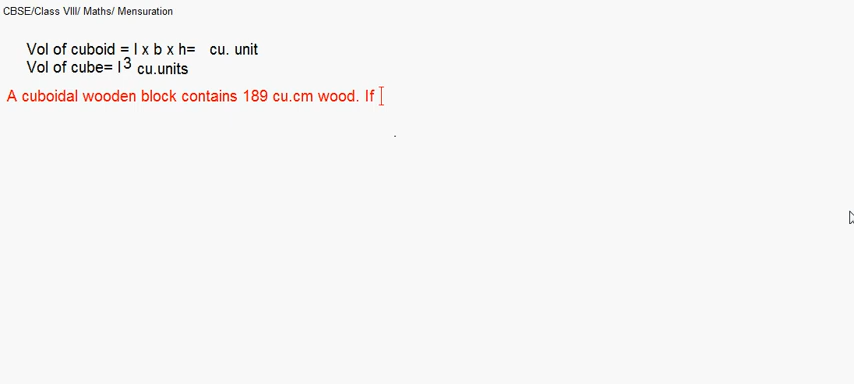 CBSE/Class VIII/ Maths/ Mensuration
Vol of cuboid = l x b x h= cu. unit
Vol of cube= l³ cu.units
A cuboidal wooden block contains 189 cu.cm wood. If